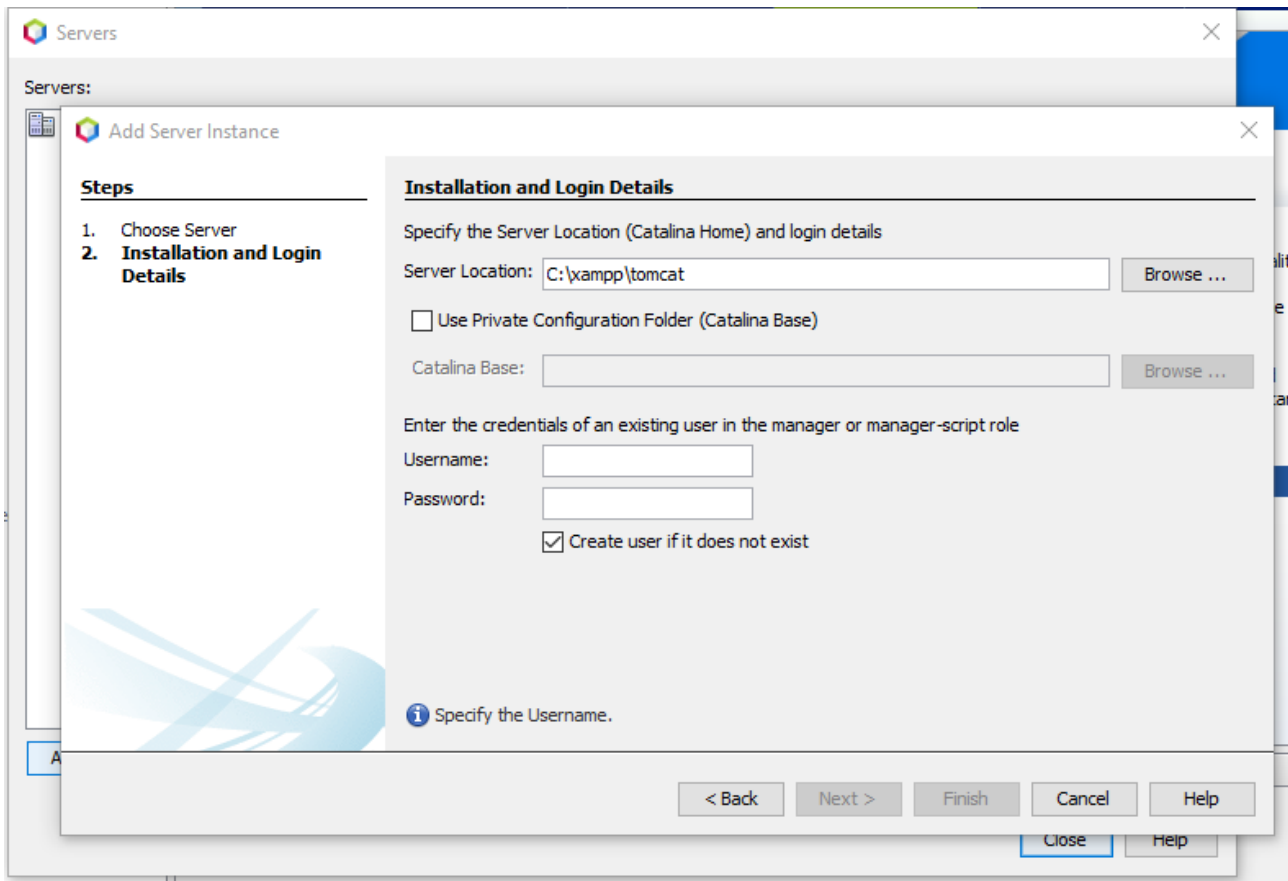 Servers
Servers:
Add Server Instance
Steps
1. Choose Server
2. Installation and Login
Details
Installation and Login Details
Specify the Server Location (Catalina Home) and login details
Server Location: C:\xampp\tomcat Browse ...
Use Private Configuration Folder (Catalina Base)
Catalina Base: Browse ...
Enter the credentials of an existing user in the manager or manager-script role
Username:
Password:
Create user if it does not exist
Specify the Username.
< Back Next > Finish Cancel Help
Close Help